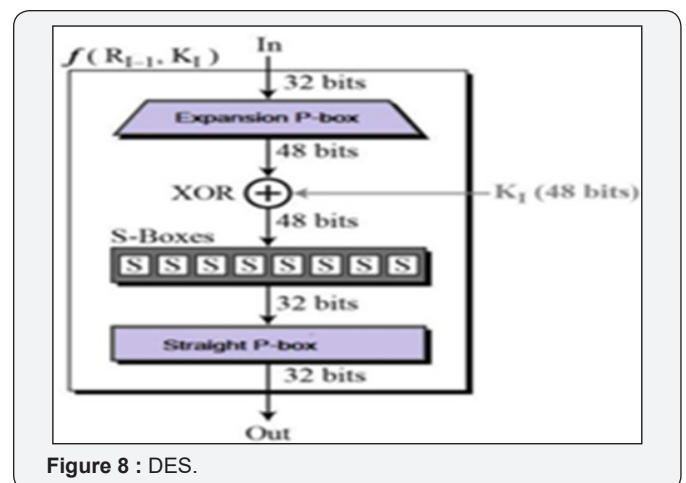 In
f ( R_{I-1}, K_I )
32 bits
Expansion P-box
48 bits
XOR + K_I (48 bits)
48 bits
S-Boxes
S S S S S S S S
32 bits
Straight P-box
32 bits
Out
Figure 8 : DES.